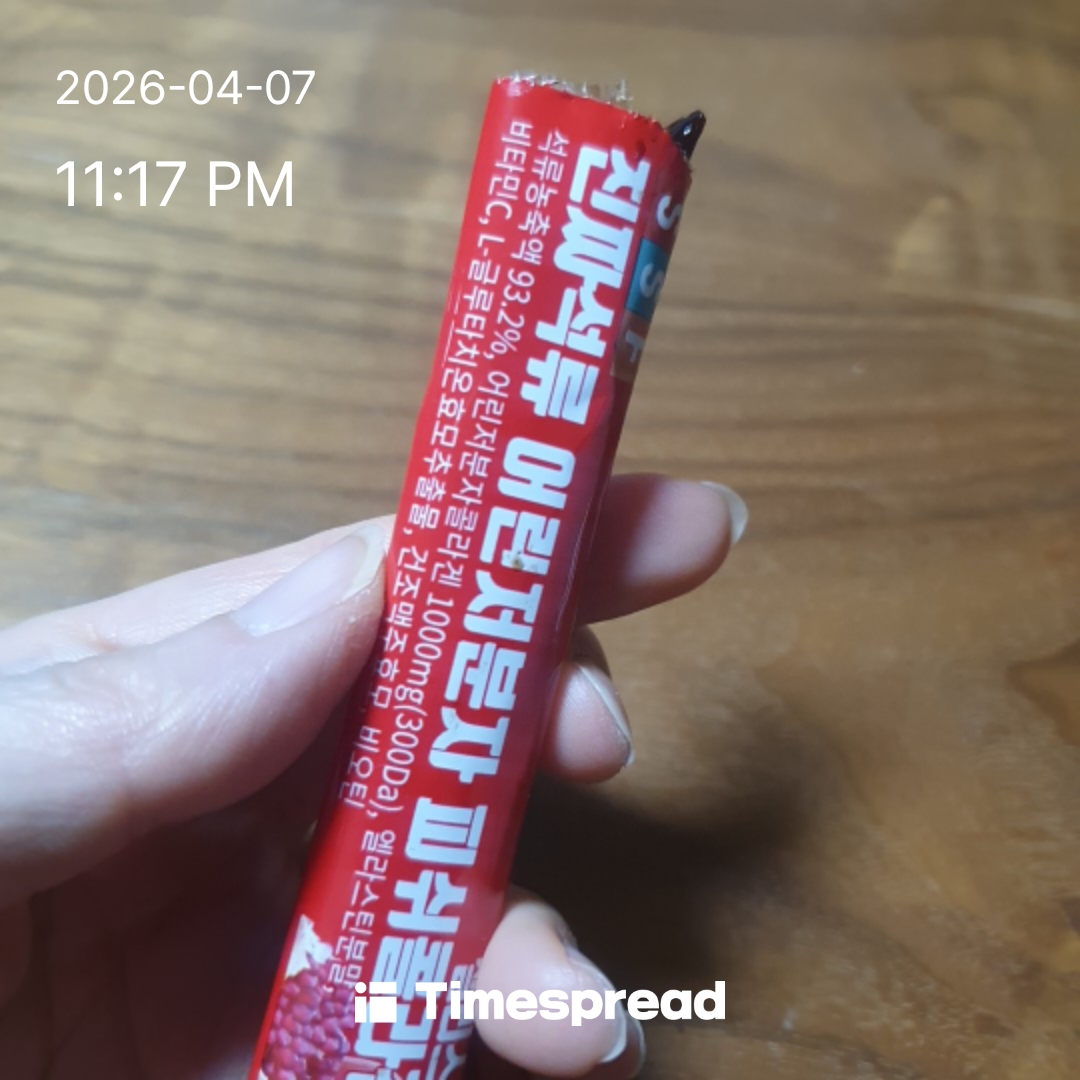 2026-04-07
11:17 PM
S S F
진파석류 어린저분자 피쉬콜라겐
석류농축액 93.2%, 어린저분자콜라겐 1000mg(300Da), 엘라스틴분말,
비타민C, L-글루타치온효모추출물, 건조맥주효모, 비오틴,
Timespread